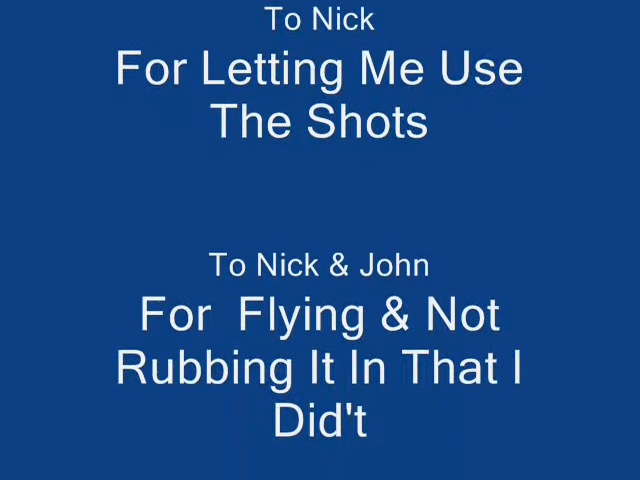 To Nick
For Letting Me Use
The Shots
To Nick & John
For  Flying & Not
Rubbing It In That I
Did't